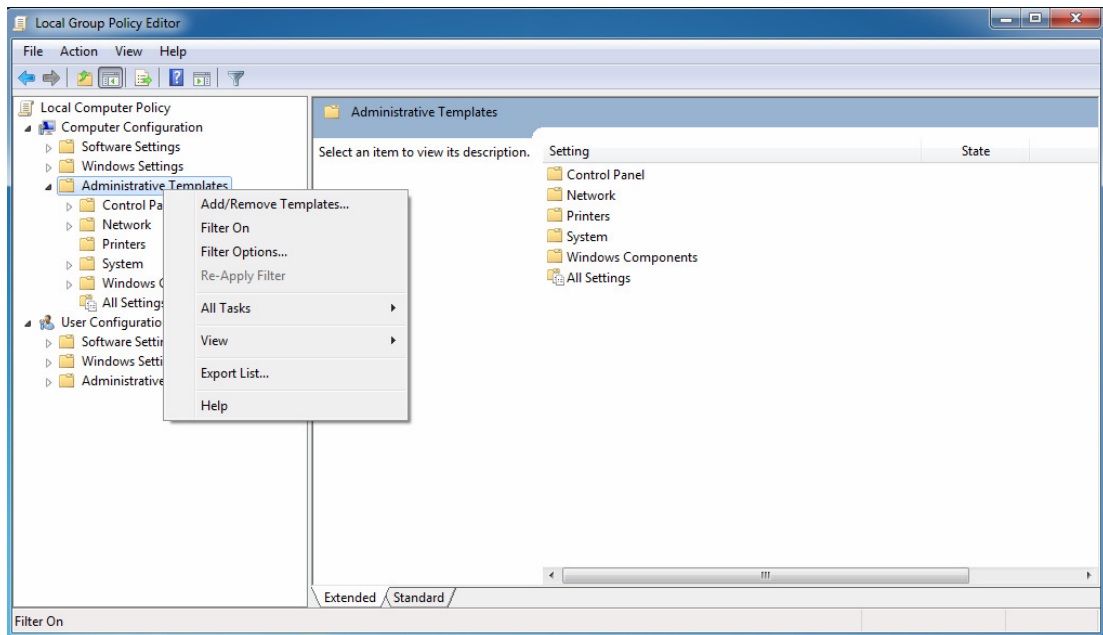 Local Group Policy Editor
File Action View Help
Local Computer Policy
Computer Configuration
Software Settings
Windows Settings
Administrative Templates
Control Pa
Network
Printers
System
Windows C
All Settings
User Configuratio
Software Settin
Windows Setti
Administrative
Add/Remove Templates...
Filter On
Filter Options...
Re-Apply Filter
All Tasks
View
Export List...
Help
Administrative Templates
Select an item to view its description.
Setting State
Control Panel
Network
Printers
System
Windows Components
All Settings
Extended Standard
Filter On